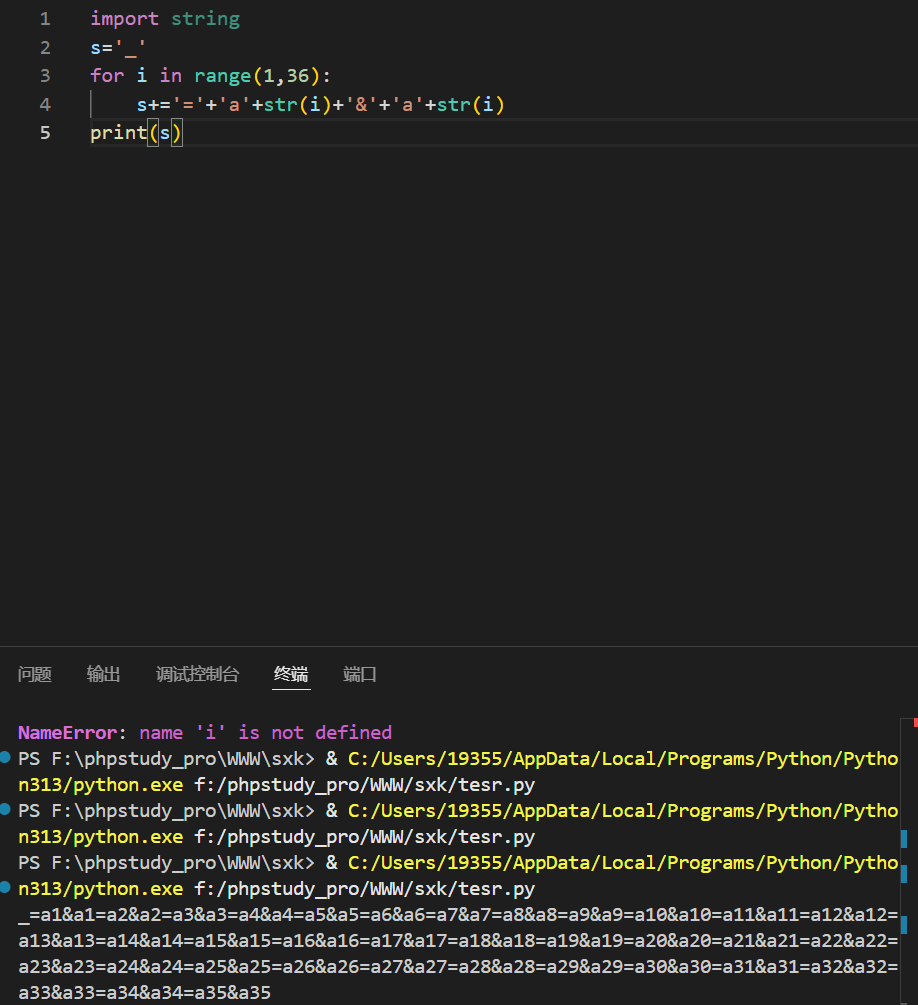 1 import string
2 s='_'
3 for i in range(1,36):
4 s+='='+'a'+str(i)+'&'+'a'+str(i)
5 print(s)
问题 输出 调试控制台 终端 端口
NameError: name 'i' is not defined
PS F:\phpstudy_pro\WWW\sxk> & C:/Users/19355/AppData/Local/Programs/Python/Pytho
n313/python.exe f:/phpstudy_pro/WWW/sxk/tesr.py
PS F:\phpstudy_pro\WWW\sxk> & C:/Users/19355/AppData/Local/Programs/Python/Pytho
n313/python.exe f:/phpstudy_pro/WWW/sxk/tesr.py
PS F:\phpstudy_pro\WWW\sxk> & C:/Users/19355/AppData/Local/Programs/Python/Pytho
n313/python.exe f:/phpstudy_pro/WWW/sxk/tesr.py
_=a1&a1=a2&a2=a3&a3=a4&a4=a5&a5=a6&a6=a7&a7=a8&a8=a9&a9=a10&a10=a11&a11=a12&a12=
a13&a13=a14&a14=a15&a15=a16&a16=a17&a17=a18&a18=a19&a19=a20&a20=a21&a21=a22&a22=
a23&a23=a24&a24=a25&a25=a26&a26=a27&a27=a28&a28=a29&a29=a30&a30=a31&a31=a32&a32=
a33&a33=a34&a34=a35&a35